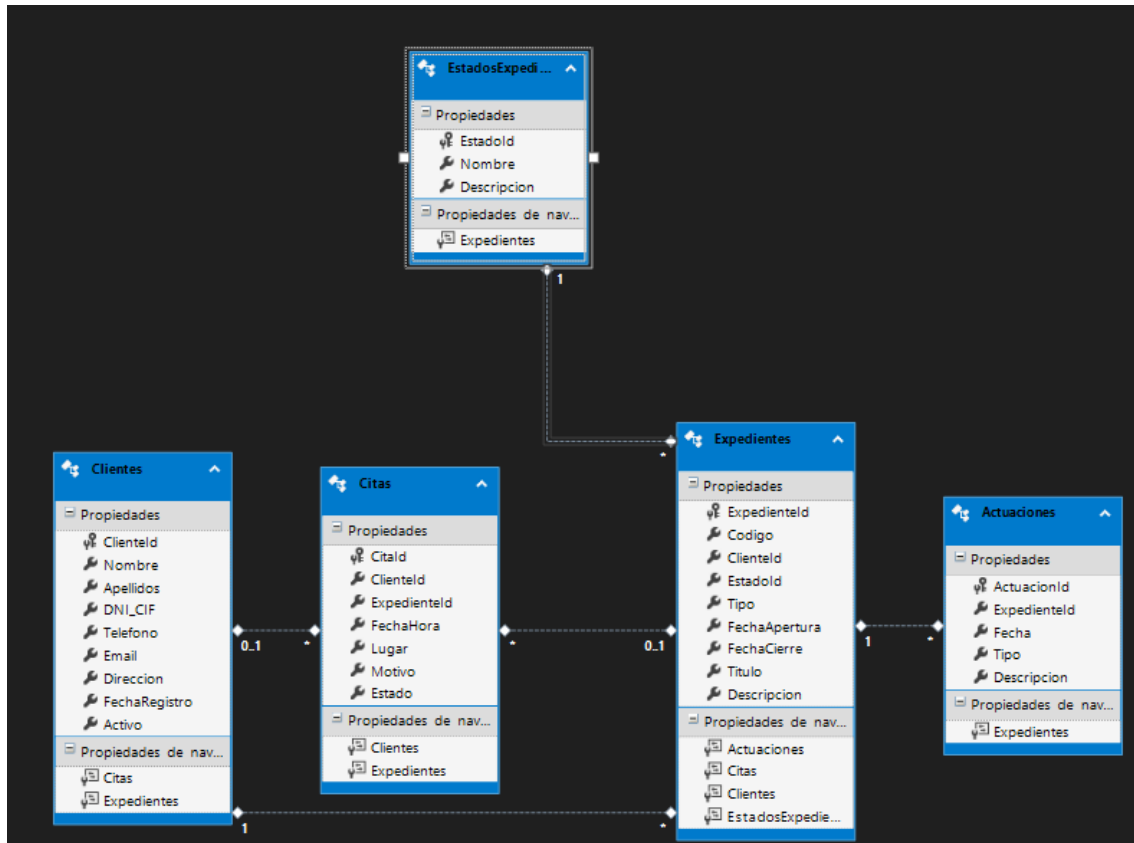 EstadosExpedi...
Propiedades
EstadoId
Nombre
Descripcion
Propiedades de nav...
Expedientes
1
*
Clientes
Propiedades
ClienteId
Nombre
Apellidos
DNI_CIF
Telefono
Email
Direccion
FechaRegistro
Activo
Propiedades de nav...
Citas
Expedientes
0..1
*
1
*
Citas
Propiedades
CitaId
ClienteId
ExpedienteId
FechaHora
Lugar
Motivo
Estado
Propiedades de nav...
Clientes
Expedientes
*
0..1
Expedientes
Propiedades
ExpedienteId
Codigo
ClienteId
EstadoId
Tipo
FechaApertura
FechaCierre
Titulo
Descripcion
Propiedades de nav...
Actuaciones
Citas
Clientes
EstadosExpedie...
1
*
Actuaciones
Propiedades
ActuacionId
ExpedienteId
Fecha
Tipo
Descripcion
Propiedades de nav...
Expedientes